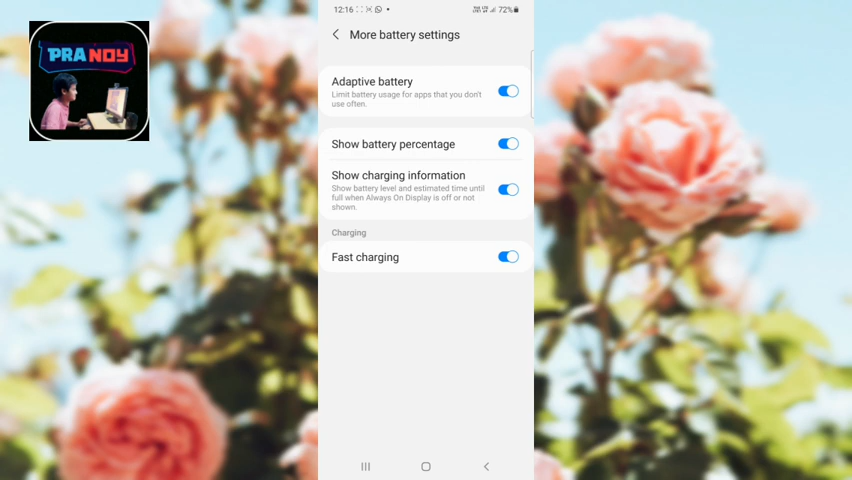 PRANOY
12:16
72%
More battery settings
Adaptive battery
Limit battery usage for apps that you don't
use often.
Show battery percentage
Show charging information
Show battery level and estimated time until
full when Always On Display is off or not
shown.
Charging
Fast charging